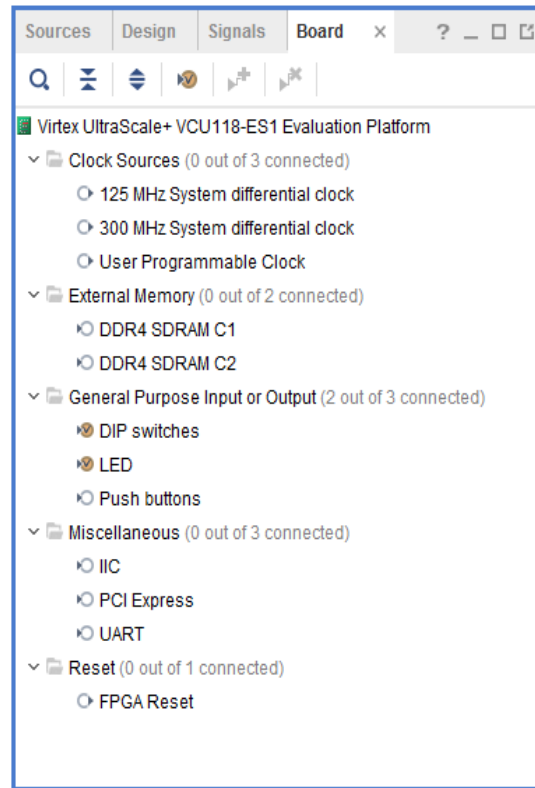 Sources Design Signals Board × ?
Virtex UltraScale+ VCU118-ES1 Evaluation Platform
Clock Sources (0 out of 3 connected)
125 MHz System differential clock
300 MHz System differential clock
User Programmable Clock
External Memory (0 out of 2 connected)
DDR4 SDRAM C1
DDR4 SDRAM C2
General Purpose Input or Output (2 out of 3 connected)
DIP switches
LED
Push buttons
Miscellaneous (0 out of 3 connected)
IIC
PCI Express
UART
Reset (0 out of 1 connected)
FPGA Reset